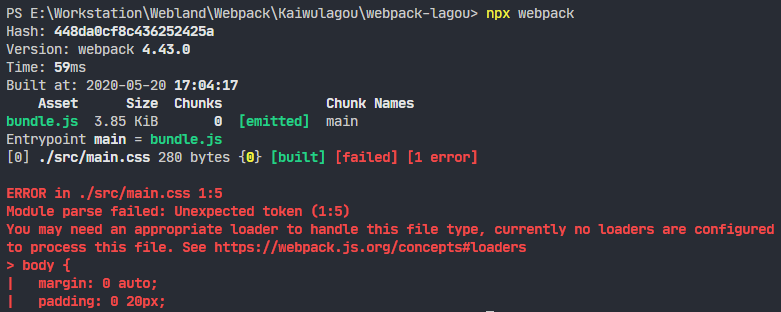 PS E:\Workstation\Webland\Webpack\Kaiwulagou\webpack-lagou> npx webpack
Hash: 448da0cf8c436252425a
Version: webpack 4.43.0
Time: 59ms
Built at: 2020-05-20 17:04:17
    Asset      Size  Chunks             Chunk Names
bundle.js  3.85 KiB       0  [emitted]  main
Entrypoint main = bundle.js
[0] ./src/main.css 280 bytes {0} [built] [failed] [1 error]

ERROR in ./src/main.css 1:5
Module parse failed: Unexpected token (1:5)
You may need an appropriate loader to handle this file type, currently no loaders are configured
to process this file. See https://webpack.js.org/concepts#loaders
> body {
|   margin: 0 auto;
|   padding: 0 20px;